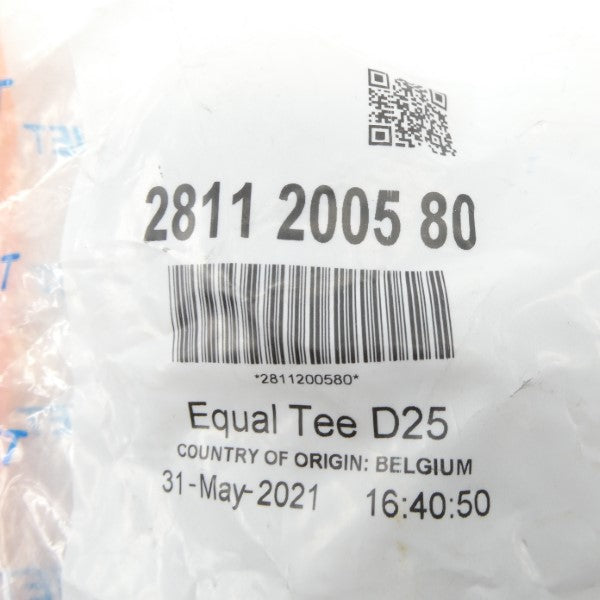 2811 2005 80
*2811200580*
Equal Tee D25
COUNTRY OF ORIGIN: BELGIUM
31-May-2021 16:40:50